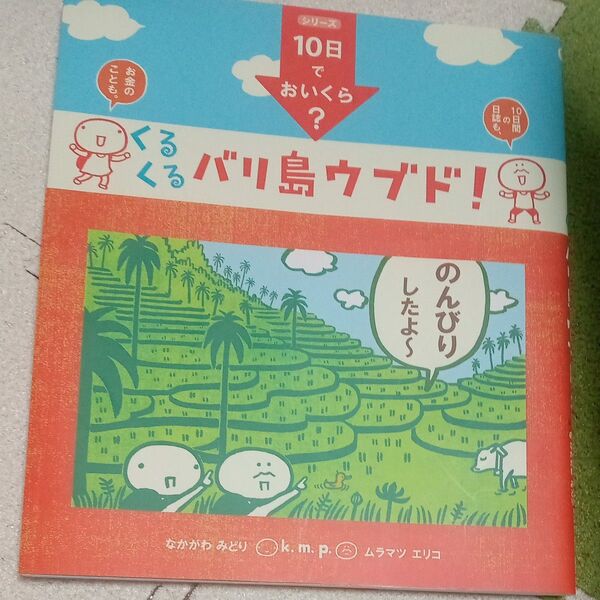 シリーズ
10日
で
おいくら
?
お金の
ことも。
10日間
の
日誌も、
くる
くる
バリ島ウブド!
のんびり
したよ～
なかがわ みどり k.m.p. ムラマツ エリコ